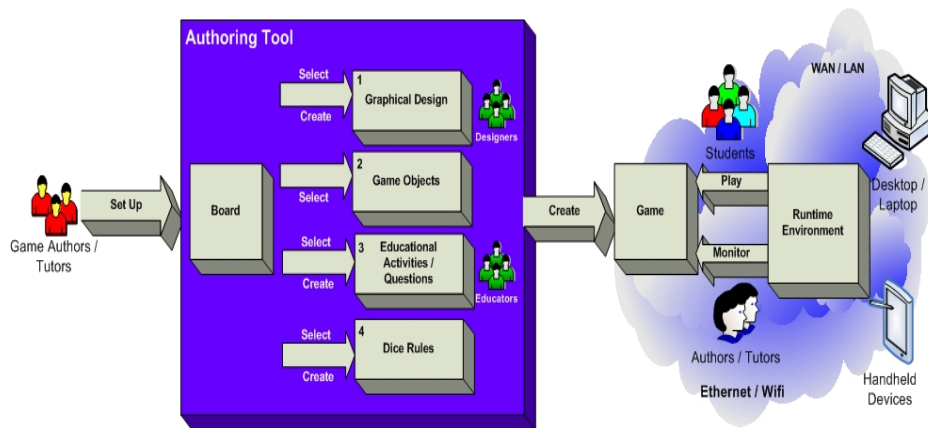 Authoring Tool
Select
1
Graphical Design
Create
Designers
2
Select
Game Objects
Select
Board
Set Up
Game Authors /
Tutors
Select
3
Educational
Activities /
Questions
Create
Educators
Select
4
Dice Rules
Create
Create
Game
WAN / LAN
Students
Play
Monitor
Runtime
Environment
Desktop /
Laptop
Authors / Tutors
Ethernet / Wifi
Handheld
Devices